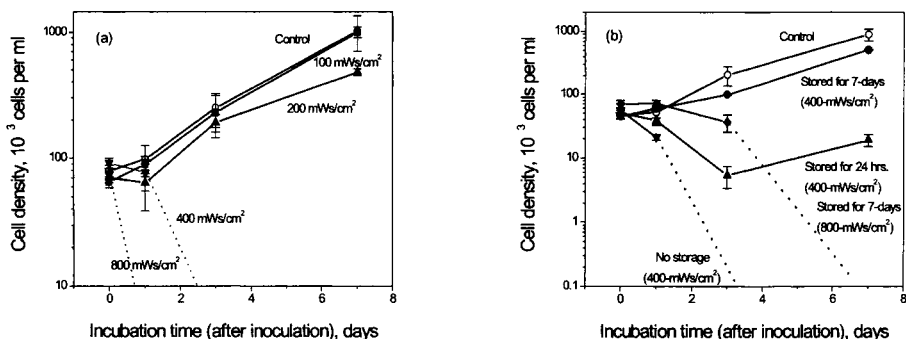 (a)
1000
100
10
Control
100 mWs/cm²
200 mWs/cm²
400 mWs/cm²
800 mWs/cm²
0 2 4 6 8
Cell density, 10 ³ cells per ml
Incubation time (after inoculation), days
(b)
1000
100
10
1
0.1
Control
Stored for 7-days
(400-mWs/cm²)
Stored for 24 hrs.
(400-mWs/cm²)
Stored for 7-days
(800-mWs/cm²)
No storage
(400-mWs/cm²)
0 2 4 6 8
Cell density, 10 ³ cells per ml
Incubation time (after inoculation), days